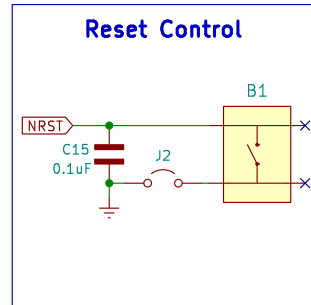 Reset Control
B1
NRST
C15
0.1uF
J2